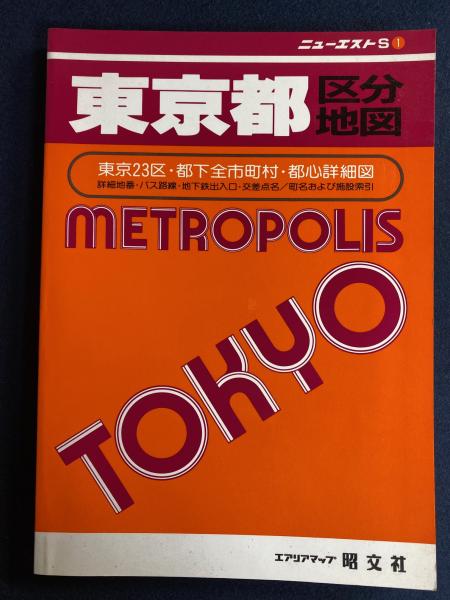 ニューエストS①
東京都 区分地図
東京23区・都下全市町村・都心詳細図
詳細地番・バス路線・地下鉄出入口・交差点名／町名および施設索引
METROPOLIS
TOKYO
エアリアマップ 昭文社